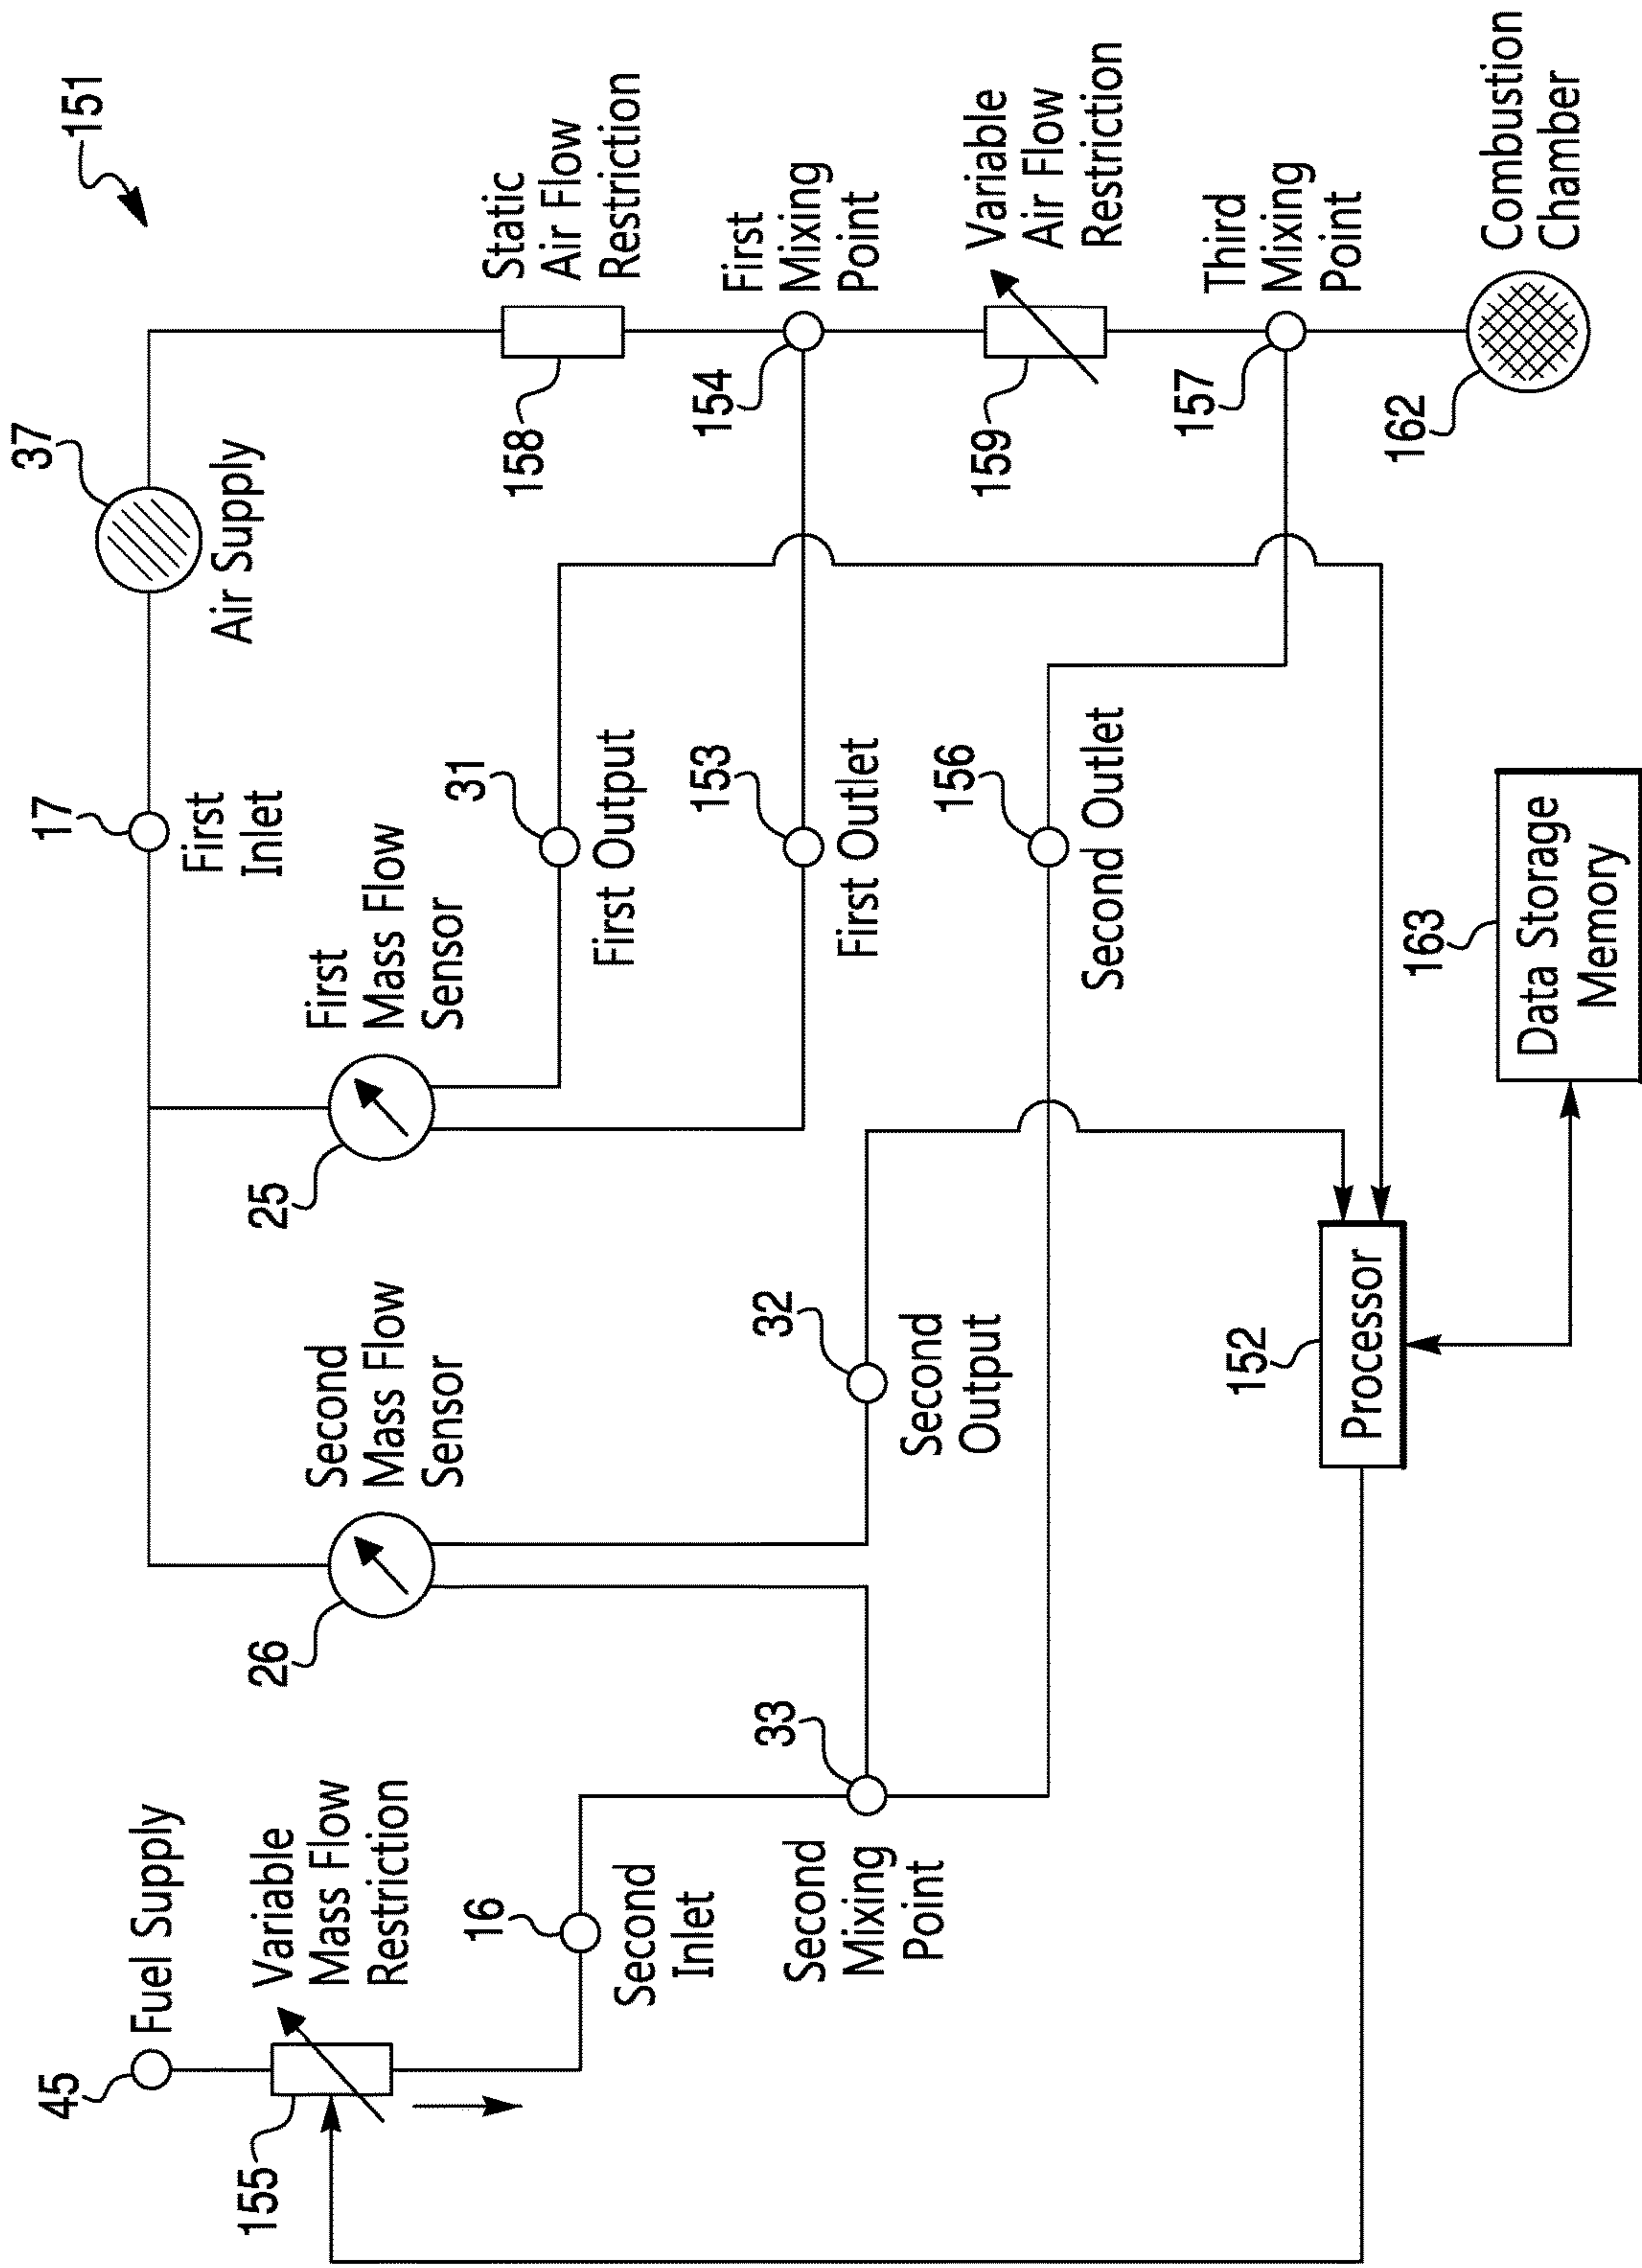 151
37
Air Supply
17
First
Inlet
Static
Air Flow
Restriction
158
First
Mixing
Point
154
Variable
Air Flow
Restriction
159
Third
Mixing
Point
157
Combustion
Chamber
162
First
Mass Flow
Sensor
25
31
First Output
153
First Outlet
156
Second Outlet
Second
Mass Flow
Sensor
26
32
Second
Output
163
Data Storage
Memory
152
Processor
45
Fuel Supply
Variable
Mass Flow
Restriction
155
16
Second
Inlet
33
Second
Mixing
Point